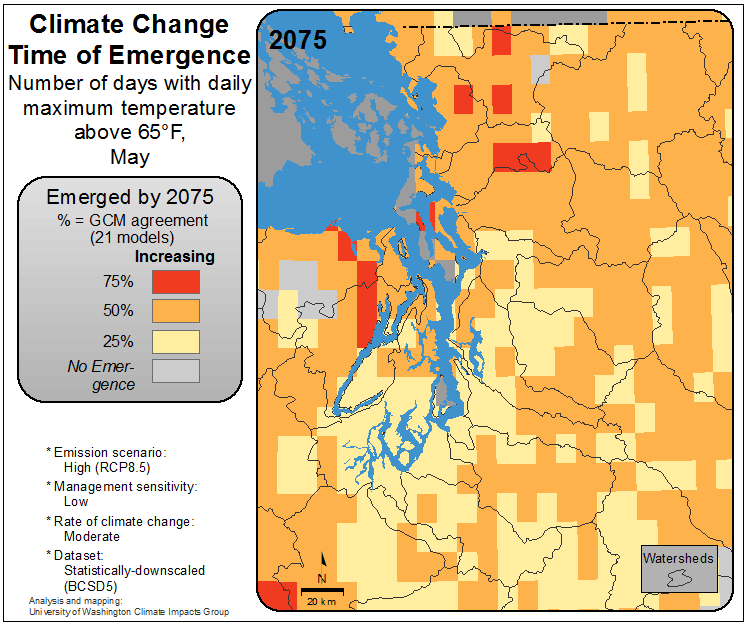 Climate Change
Time of Emergence
Number of days with daily
maximum temperature
above 65°F,
May
Emerged by 2075
% = GCM agreement
(21 models)
Increasing
75%
50%
25%
No Emer-
gence
* Emission scenario:
High (RCP8.5)
* Management sensitivity:
Low
* Rate of climate change:
Moderate
* Dataset:
Statistically-downscaled
(BCSD5)
Analysis and mapping:
University of Washington Climate Impacts Group
2075
N
20 km
Watersheds